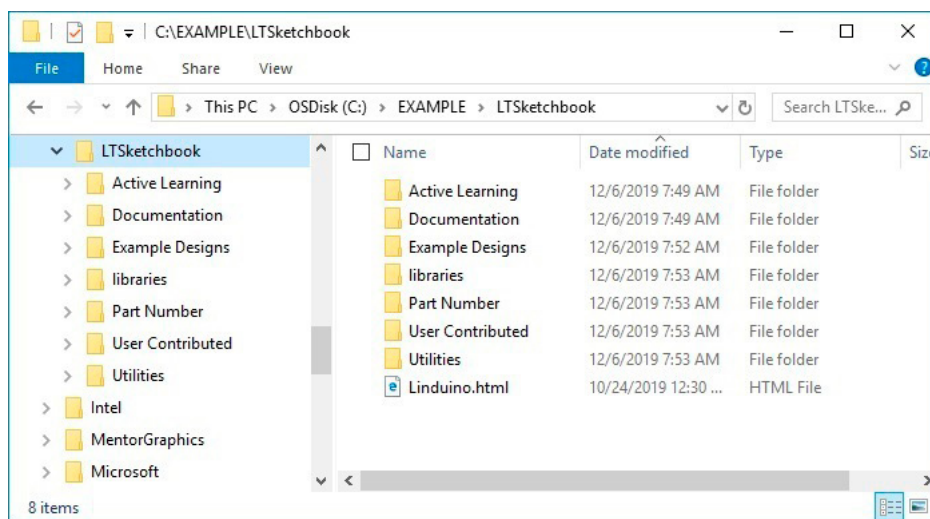 C:\EXAMPLE\LTSketchbook
File Home Share View ?
This PC > OSDisk (C:) > EXAMPLE > LTSketchbook Search LTSke...
LTSketchbook
Active Learning
Documentation
Example Designs
libraries
Part Number
User Contributed
Utilities
Intel
MentorGraphics
Microsoft
Name Date modified Type Siz
Active Learning 12/6/2019 7:49 AM File folder
Documentation 12/6/2019 7:49 AM File folder
Example Designs 12/6/2019 7:52 AM File folder
libraries 12/6/2019 7:53 AM File folder
Part Number 12/6/2019 7:53 AM File folder
User Contributed 12/6/2019 7:53 AM File folder
Utilities 12/6/2019 7:53 AM File folder
Linduino.html 10/24/2019 12:30 ... HTML File
8 items